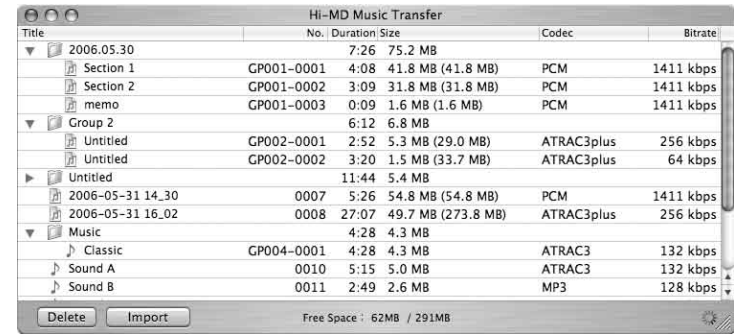 Hi-MD Music Transfer
Title No. Duration Size Codec Bitrate
2006.05.30 7:26 75.2 MB
Section 1 GP001-0001 4:08 41.8 MB (41.8 MB) PCM 1411 kbps
Section 2 GP001-0002 3:09 31.8 MB (31.8 MB) PCM 1411 kbps
memo GP001-0003 0:09 1.6 MB (1.6 MB) PCM 1411 kbps
Group 2 6:12 6.8 MB
Untitled GP002-0001 2:52 5.3 MB (29.0 MB) ATRAC3plus 256 kbps
Untitled GP002-0002 3:20 1.5 MB (33.7 MB) ATRAC3plus 64 kbps
Untitled 11:44 5.4 MB
2006-05-31 14_30 0007 5:26 54.8 MB (54.8 MB) PCM 1411 kbps
2006-05-31 16_02 0008 27:07 49.7 MB (273.8 MB) ATRAC3plus 256 kbps
Music 4:28 4.3 MB
Classic GP004-0001 4:28 4.3 MB ATRAC3 132 kbps
Sound A 0010 5:15 5.0 MB ATRAC3 132 kbps
Sound B 0011 2:49 2.6 MB MP3 128 kbps
Delete Import Free Space : 62MB / 291MB